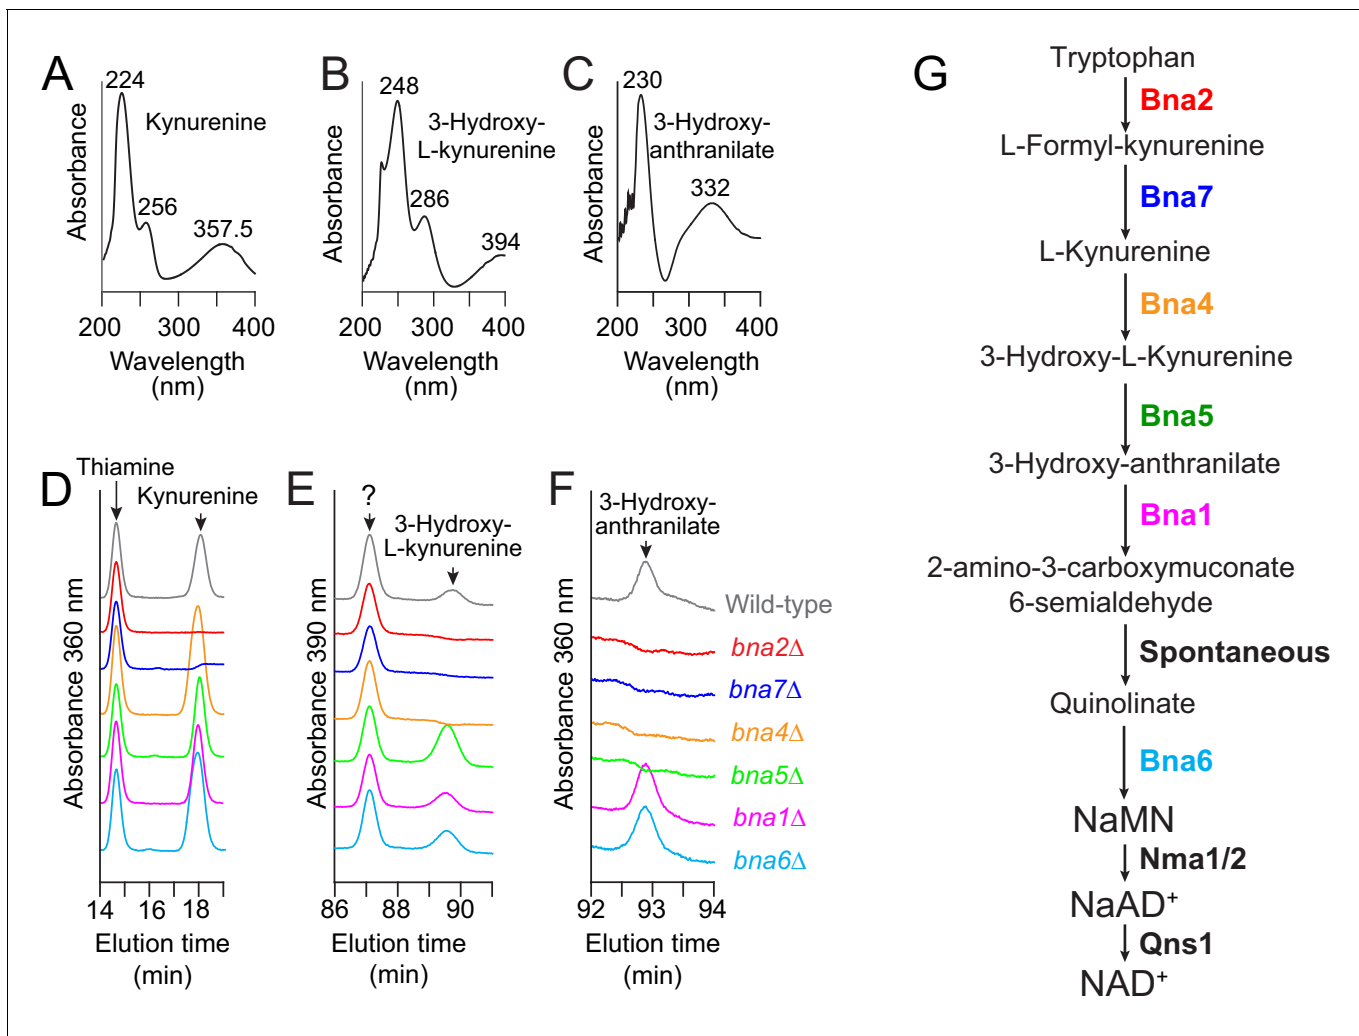 A
224
Kynurenine
256
357.5
Absorbance
200 300 400
Wavelength
(nm)
B
248
3-Hydroxy-
L-kynurenine
286
394
Absorbance
200 300 400
Wavelength
(nm)
C
230
3-Hydroxy-
anthranilate
332
Absorbance
200 300 400
Wavelength
(nm)
D
Thiamine
Kynurenine
Absorbance 360 nm
14 16 18
Elution time
(min)
E
?
3-Hydroxy-
L-kynurenine
Absorbance 390 nm
86 88 90
Elution time
(min)
F
3-Hydroxy-
anthranilate
Absorbance 360 nm
Wild-type
bna2Δ
bna7Δ
bna4Δ
bna5Δ
bna1Δ
bna6Δ
92 93 94
Elution time
(min)
G
Tryptophan
Bna2
L-Formyl-kynurenine
Bna7
L-Kynurenine
Bna4
3-Hydroxy-L-Kynurenine
Bna5
3-Hydroxy-anthranilate
Bna1
2-amino-3-carboxymuconate
6-semialdehyde
Spontaneous
Quinolinate
Bna6
NaMN
Nma1/2
NaAD⁺
Qns1
NAD⁺